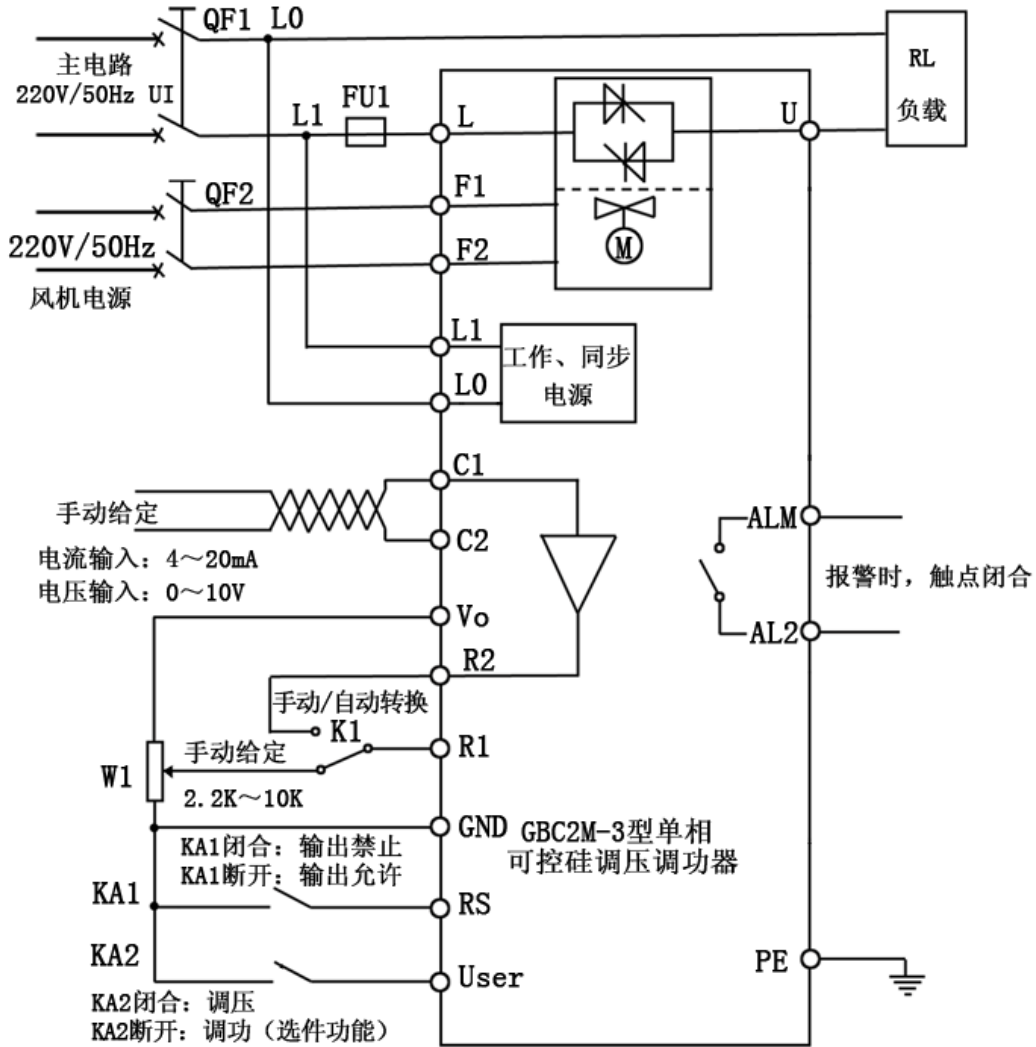 QF1 L0
主电路
220V/50Hz UI
L1
FU1
L
U
RL
负载
QF2
F1
220V/50Hz
F2
M
风机电源
L1
工作、同步
电源
L0
C1
手动给定
C2
电流输入：4～20mA
电压输入：0～10V
ALM
报警时，触点闭合
AL2
Vo
R2
手动/自动转换
K1
手动给定
R1
W1
2.2K～10K
GND
GBC2M-3型单相
可控硅调压调功器
KA1闭合：输出禁止
KA1断开：输出允许
KA1
RS
KA2
User
PE
KA2闭合：调压
KA2断开：调功（选件功能）